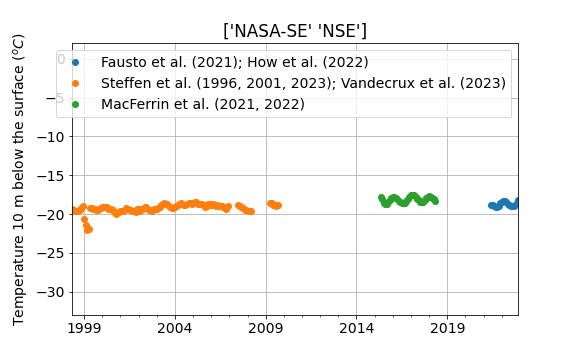 ['NASA-SE' 'NSE']
Temperature 10 m below the surface (°C)
0
Fausto et al. (2021); How et al. (2022)
Steffen et al. (1996, 2001, 2023); Vandecrux et al. (2023)
−5
MacFerrin et al. (2021, 2022)
−10
−15
−20
−25
−30
1999 2004 2009 2014 2019